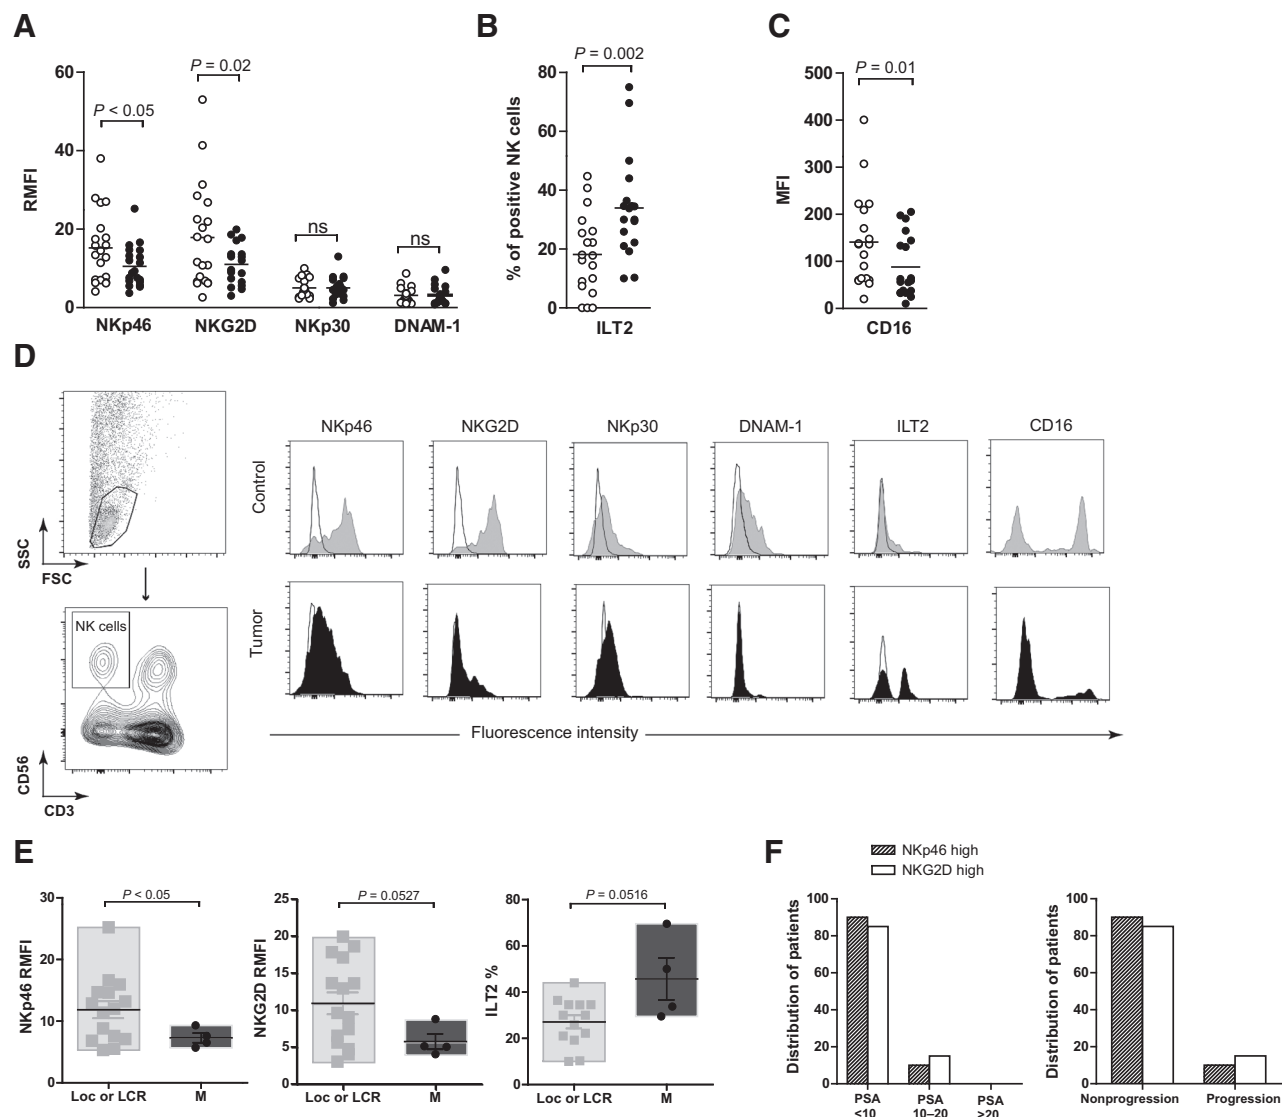 A
B
C
60
40
20
0
RMFI
P < 0.05
P = 0.02
ns
ns
NKp46
NKG2D
NKp30
DNAM-1
80
60
40
20
0
% of positive NK cells
P = 0.002
ILT2
500
400
300
200
100
0
MFI
P = 0.01
CD16
D
SSC
FSC
NK cells
CD56
CD3
NKp46
NKG2D
NKp30
DNAM-1
ILT2
CD16
Control
Tumor
Fluorescence intensity
E
30
20
10
0
NKp46 RMFI
P < 0.05
Loc or LCR
M
25
20
15
10
5
0
NKG2D RMFI
P = 0.0527
Loc or LCR
M
80
60
40
20
0
ILT2 %
P = 0.0516
Loc or LCR
M
F
NKp46 high
NKG2D high
100
80
60
40
20
0
Distribution of patients
PSA
<10
PSA
10–20
PSA
>20
100
80
60
40
20
0
Distribution of patients
Nonprogression
Progression